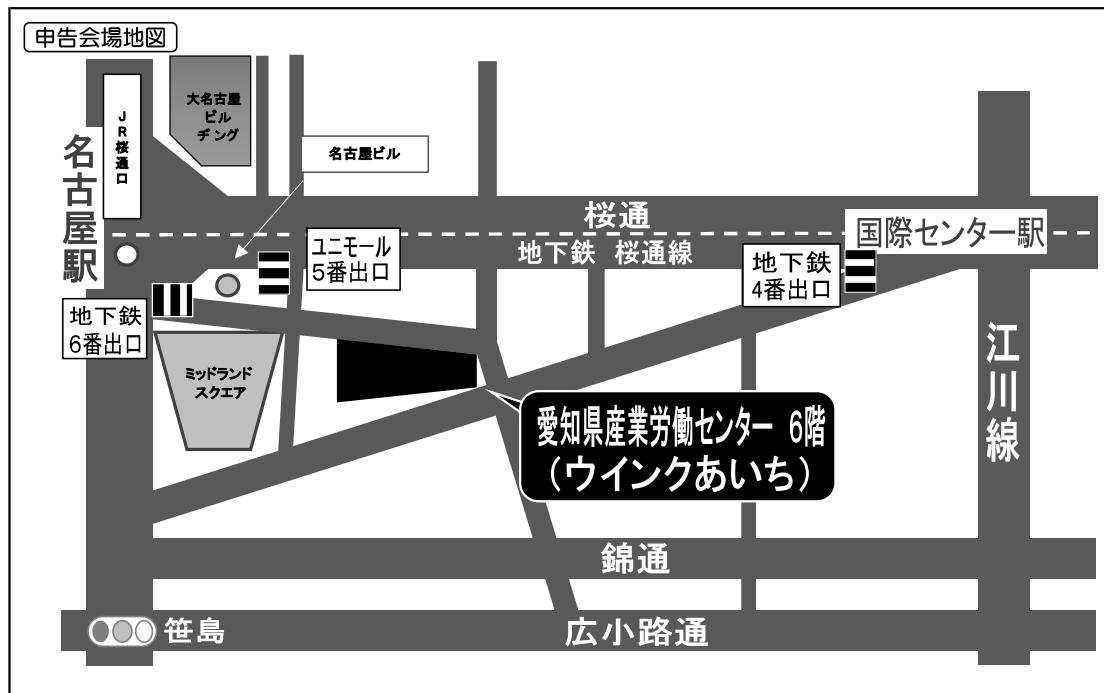 申告会場地図
JR桜通口
大名古屋
ビル
ヂング
名古屋ビル
名古屋駅
桜通
地下鉄 桜通線
国際センター駅
ユニモール
5番出口
地下鉄
4番出口
地下鉄
6番出口
ミッドランド
スクエア
愛知県産業労働センター 6階
(ウインクあいち)
江川線
錦通
笹島
広小路通